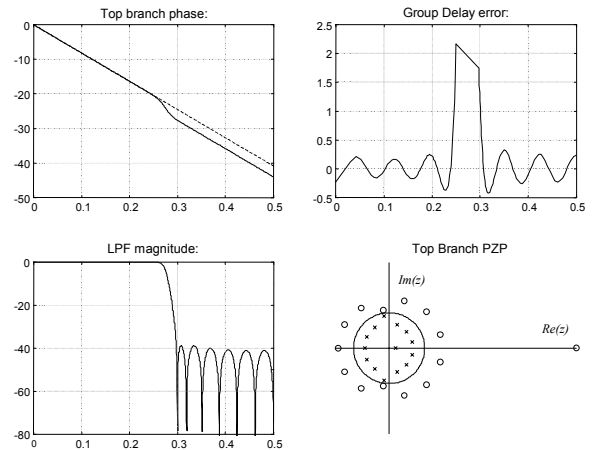 Top branch phase:
0
-10
-20
-30
-40
-50
0 0.1 0.2 0.3 0.4 0.5
Group Delay error:
2.5
2
1.5
1
0.5
0
-0.5
0 0.1 0.2 0.3 0.4 0.5
LPF magnitude:
0
-20
-40
-60
-80
0 0.1 0.2 0.3 0.4 0.5
Top Branch PZP
Im(z)
Re(z)